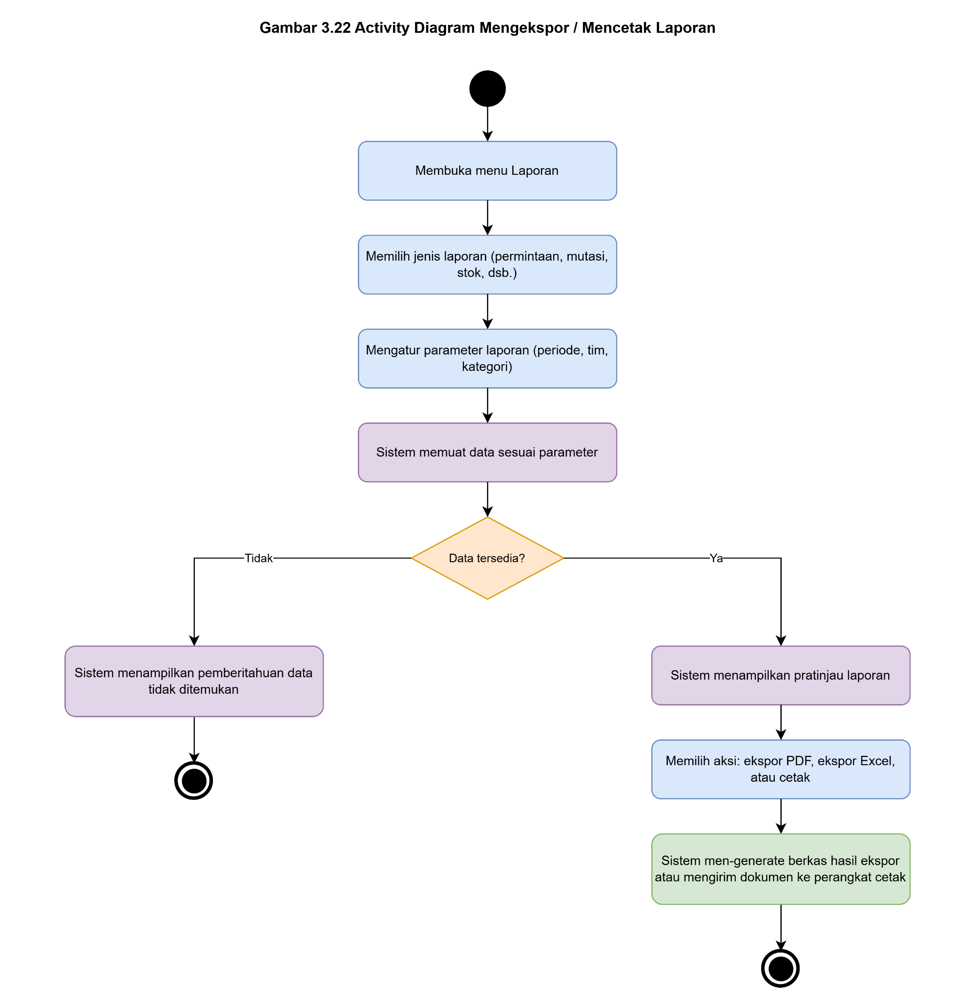 Gambar 3.22 Activity Diagram Mengekspor / Mencetak Laporan
Membuka menu Laporan
Memilih jenis laporan (permintaan, mutasi,
stok, dsb.)
Mengatur parameter laporan (periode, tim,
kategori)
Sistem memuat data sesuai parameter
Data tersedia?
Tidak
Ya
Sistem menampilkan pemberitahuan data
tidak ditemukan
Sistem menampilkan pratinjau laporan
Memilih aksi: ekspor PDF, ekspor Excel,
atau cetak
Sistem men-generate berkas hasil ekspor
atau mengirim dokumen ke perangkat cetak